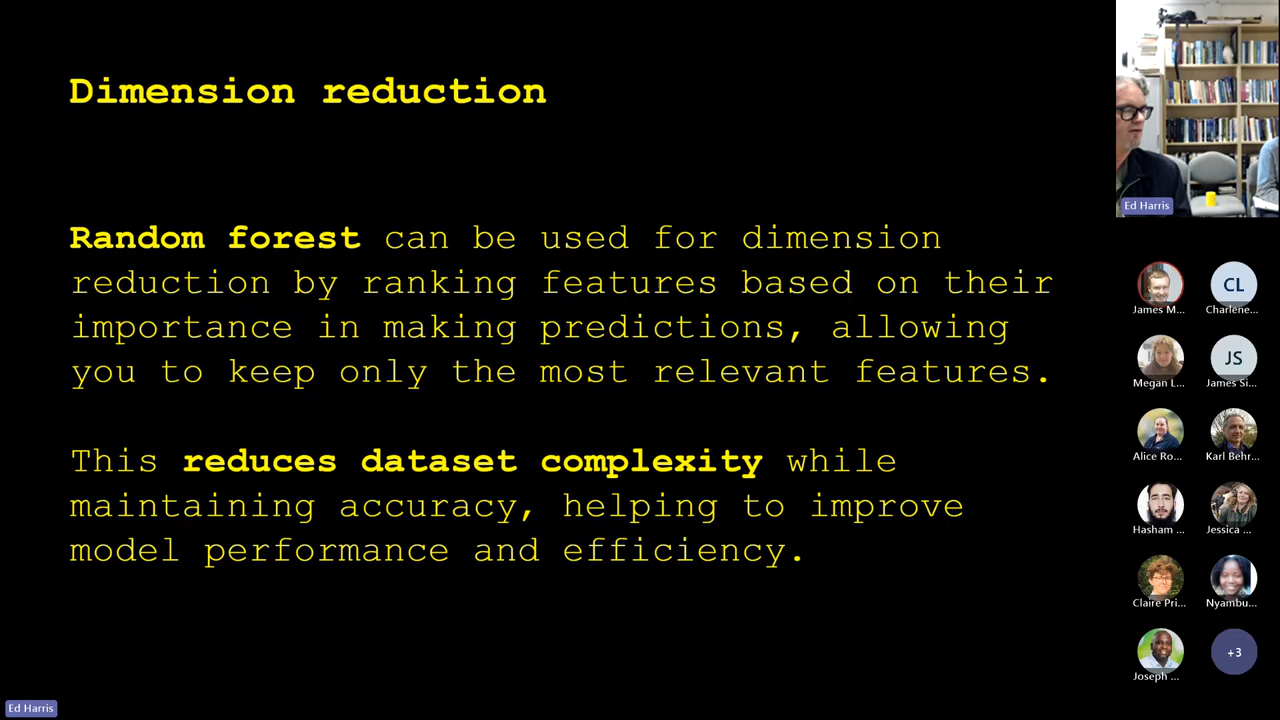 Dimension reduction
Random forest can be used for dimension
reduction by ranking features based on their
importance in making predictions, allowing
you to keep only the most relevant features.
This reduces dataset complexity while
maintaining accuracy, helping to improve
model performance and efficiency.
Ed Harris
Ed Harris
James M...
CL
Charlene...
Megan L...
JS
James Si...
Alice Ro...
Karl Behr...
Hasham ...
Jessica ...
Claire Pri...
Nyambu...
Joseph ...
+3